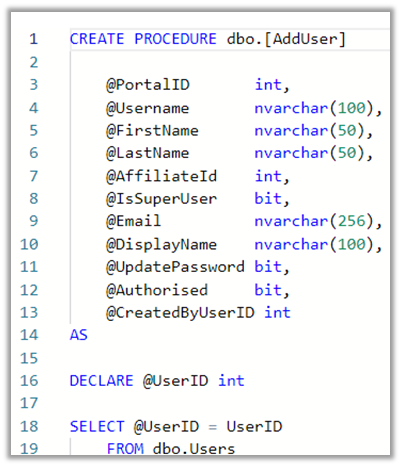 1 CREATE PROCEDURE dbo.[AddUser]
2
3 @PortalID int,
4 @Username nvarchar(100),
5 @FirstName nvarchar(50),
6 @LastName nvarchar(50),
7 @AffiliateId int,
8 @IsSuperUser bit,
9 @Email nvarchar(256),
10 @DisplayName nvarchar(100),
11 @UpdatePassword bit,
12 @Authorised bit,
13 @CreatedByUserID int
14 AS
15
16 DECLARE @UserID int
17
18 SELECT @UserID = UserID
19 FROM dbo.Users